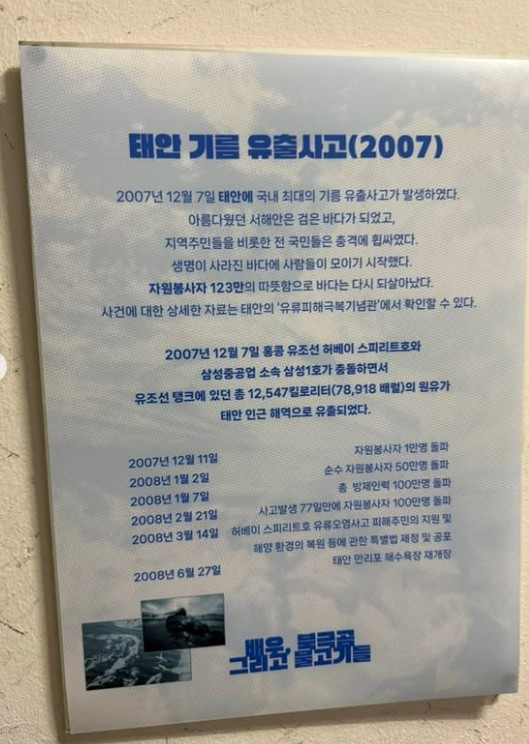 태안 기름 유출사고(2007)
2007년 12월 7일 태안에 국내 최대의 기름 유출사고가 발생하였다.
아름다웠던 서해안은 검은 바다가 되었고,
지역주민들을 비롯한 전 국민들은 충격에 휩싸였다.
생명이 사라진 바다에 사람들이 모이기 시작했다.
자원봉사자 123만의 따뜻함으로 바다는 다시 되살아났다.
사건에 대한 상세한 자료는 태안의 '유류피해극복기념관'에서 확인할 수 있다.
2007년 12월 7일 홍콩 유조선 허베이 스피리트호와
삼성중공업 소속 삼성1호가 충돌하면서
유조선 탱크에 있던 총 12,547킬로리터(78,918 배럴)의 원유가
태안 인근 해역으로 유출되었다.
2007년 12월 11일 자원봉사자 1만명 돌파
2008년 1월 2일 순수 자원봉사자 50만명 돌파
2008년 1월 7일 총 방제인력 100만명 돌파
2008년 2월 21일 사고발생 77일만에 자원봉사자 100만명 돌파
2008년 3월 14일 허베이 스피리트호 유류오염사고 피해주민의 지원 및
해양 환경의 복원 등에 관한 특별법 제정 및 공포
2008년 6월 27일 태안 만리포 해수욕장 재개장
배우, 북극곰
그리고 물고기들